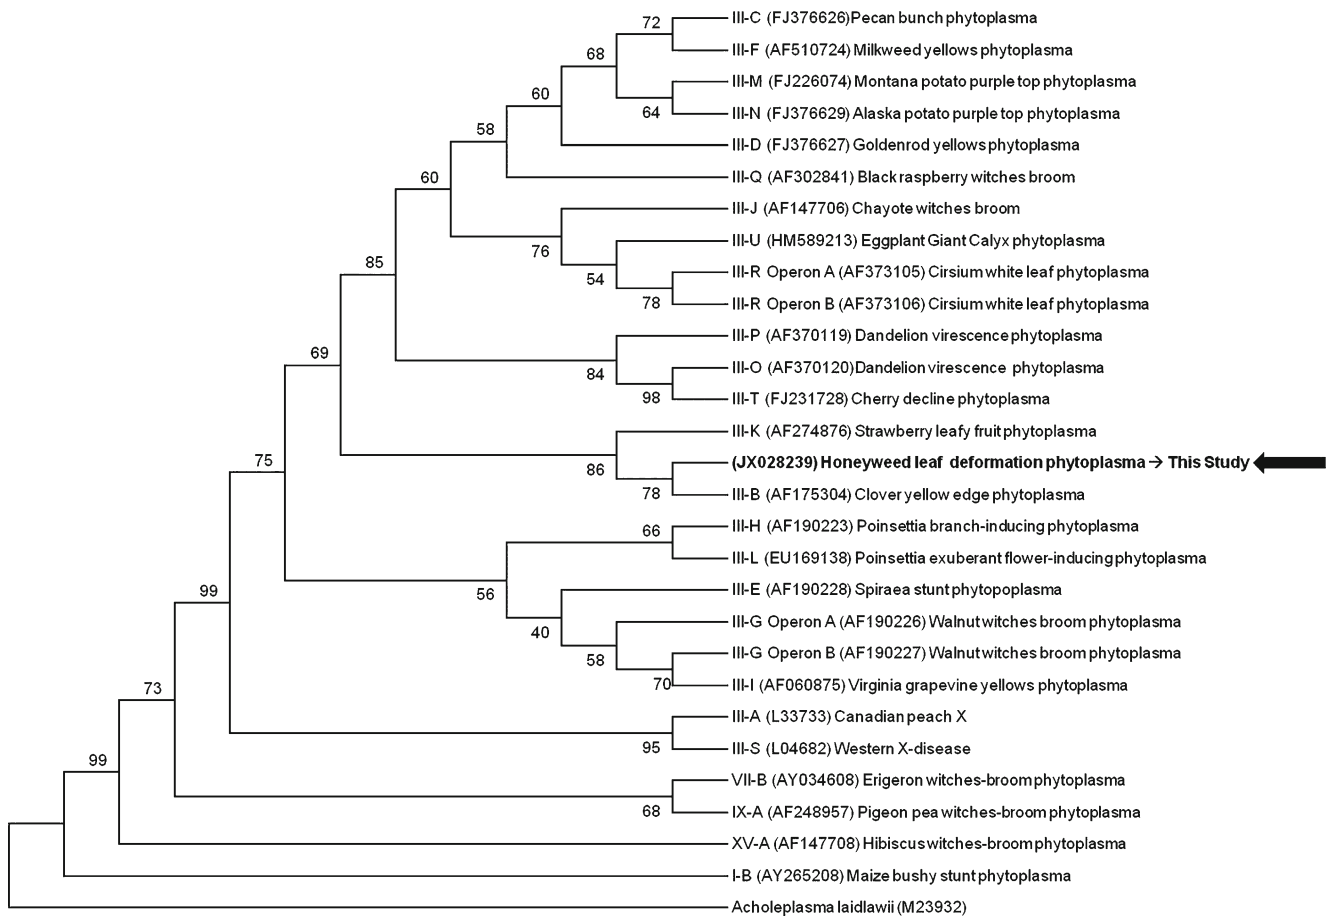 72
III-C (FJ376626)Pecan bunch phytoplasma
68
III-F (AF510724) Milkweed yellows phytoplasma
III-M (FJ226074) Montana potato purple top phytoplasma
60
64
III-N (FJ376629) Alaska potato purple top phytoplasma
58
III-D (FJ376627) Goldenrod yellows phytoplasma
60
III-Q (AF302841) Black raspberry witches broom
III-J (AF147706) Chayote witches broom
76
III-U (HM589213) Eggplant Giant Calyx phytoplasma
85
54
III-R Operon A (AF373105) Cirsium white leaf phytoplasma
78
III-R Operon B (AF373106) Cirsium white leaf phytoplasma
III-P (AF370119) Dandelion virescence phytoplasma
69
84
III-O (AF370120)Dandelion virescence phytoplasma
98
III-T (FJ231728) Cherry decline phytoplasma
III-K (AF274876) Strawberry leafy fruit phytoplasma
75
86
(JX028239) Honeyweed leaf deformation phytoplasma → This Study
78
III-B (AF175304) Clover yellow edge phytoplasma
66
III-H (AF190223) Poinsettia branch-inducing phytoplasma
III-L (EU169138) Poinsettia exuberant flower-inducing phytoplasma
99
56
III-E (AF190228) Spiraea stunt phytopoplasma
40
III-G Operon A (AF190226) Walnut witches broom phytoplasma
58
III-G Operon B (AF190227) Walnut witches broom phytoplasma
73
70
III-I (AF060875) Virginia grapevine yellows phytoplasma
III-A (L33733) Canadian peach X
95
III-S (L04682) Western X-disease
99
VII-B (AY034608) Erigeron witches-broom phytoplasma
68
IX-A (AF248957) Pigeon pea witches-broom phytoplasma
XV-A (AF147708) Hibiscus witches-broom phytoplasma
I-B (AY265208) Maize bushy stunt phytoplasma
Acholeplasma laidlawii (M23932)